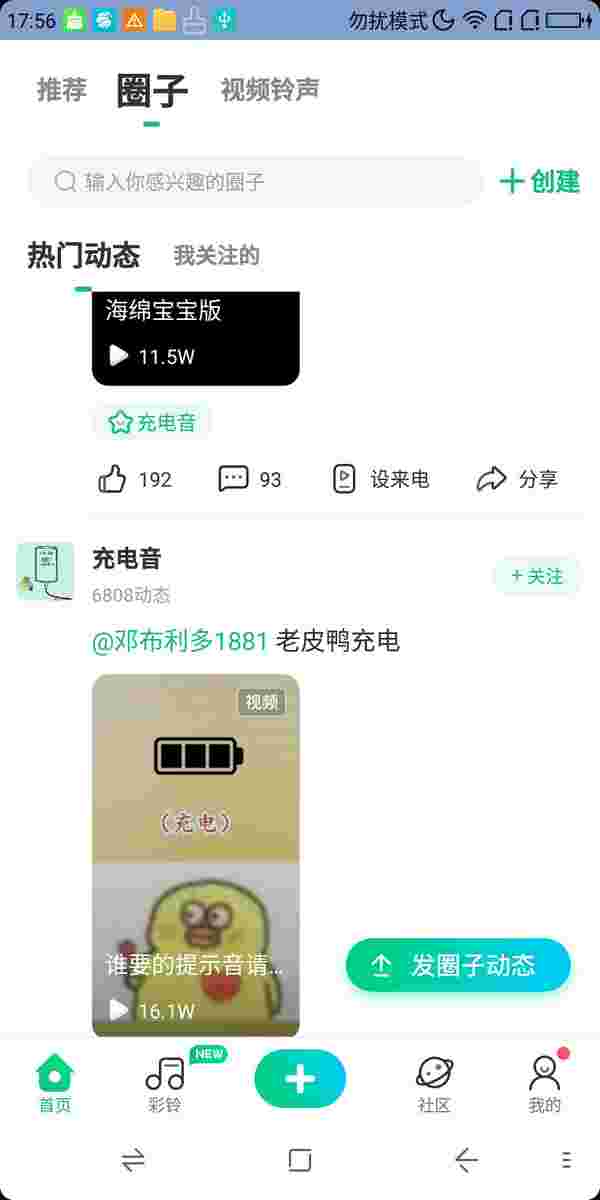 17:56 勿扰模式
推荐 圈子 视频铃声
输入你感兴趣的圈子 创建
热门动态 我关注的
海绵宝宝版
11.5W
充电音
192 93 设来电 分享
充电音
6808动态
+ 关注
@邓布利多1881 老皮鸭充电
视频
（充电）
谁要的提示音请...
16.1W
发圈子动态
NEW
首页 彩铃 社区 我的